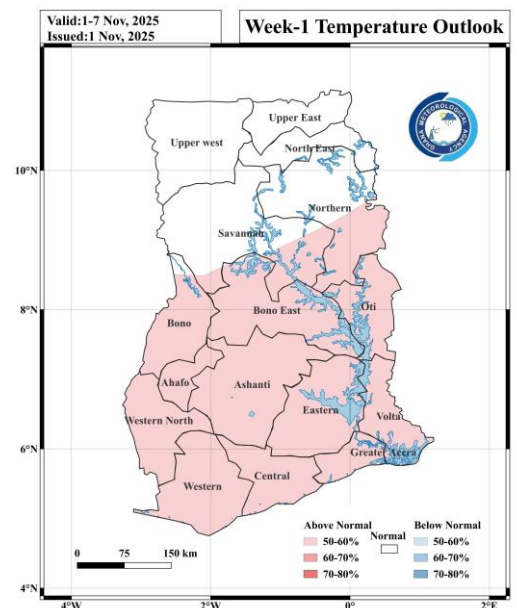 Valid:1-7 Nov, 2025
Issued:1 Nov, 2025
Week-1 Temperature Outlook
GHANA METEOROLOGICAL AGENCY
Upper East
Upper west
North East
10°N
Northern
Savannah
8°N
Bono East
Oti
Bono
Ahafo
Ashanti
Eastern
Western North
Volta
6°N
Greater Accra
Central
Western
Above Normal
Normal
Below Normal
50-60%
50-60%
60-70%
60-70%
70-80%
70-80%
0 75 150 km
4°N
4°W
2°W
0°
2°E